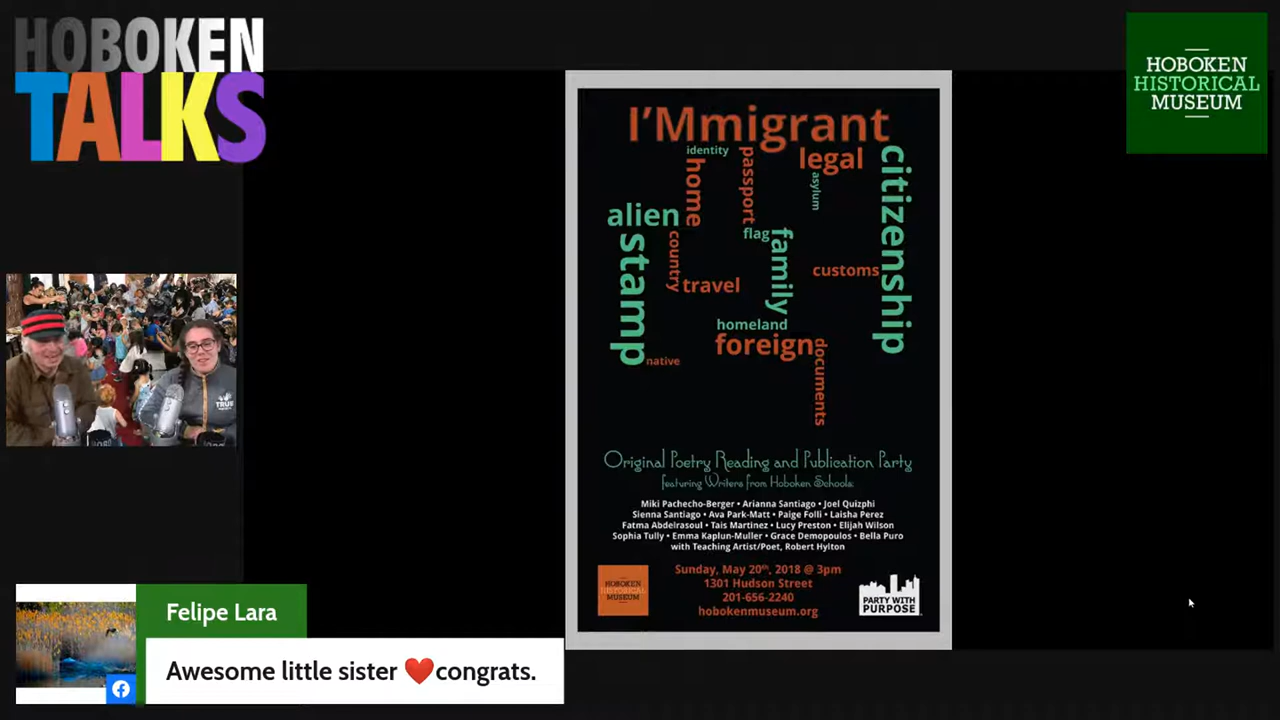 HOBOKEN
TALKS
HOBOKEN
HISTORICAL
MUSEUM
I'Mmigrant
identity
home
passport
legal
asylum
citizenship
alien
stamp
country
flag
family
travel
customs
homeland
foreign
native
documents
Original Poetry Reading and Publication Party
featuring Writers from Hoboken Schools:
Miki Pachecho-Berger • Arianna Santiago • Joel Quizphi
Sienna Santiago • Ava Park-Matt • Paige Folli • Laisha Perez
Fatma Abdelrasoul • Tais Martinez • Lucy Preston • Elijah Wilson
Sophia Tully • Emma Kaplun-Muller • Grace Demopoulos • Bella Puro
with Teaching Artist/Poet, Robert Hylton
HOBOKEN
HISTORICAL
MUSEUM
Sunday, May 20th, 2018 @ 3pm
1301 Hudson Street
201-656-2240
hobokenmuseum.org
PARTY WITH
PURPOSE
TRUE
Felipe Lara
Awesome little sister ❤️congrats.